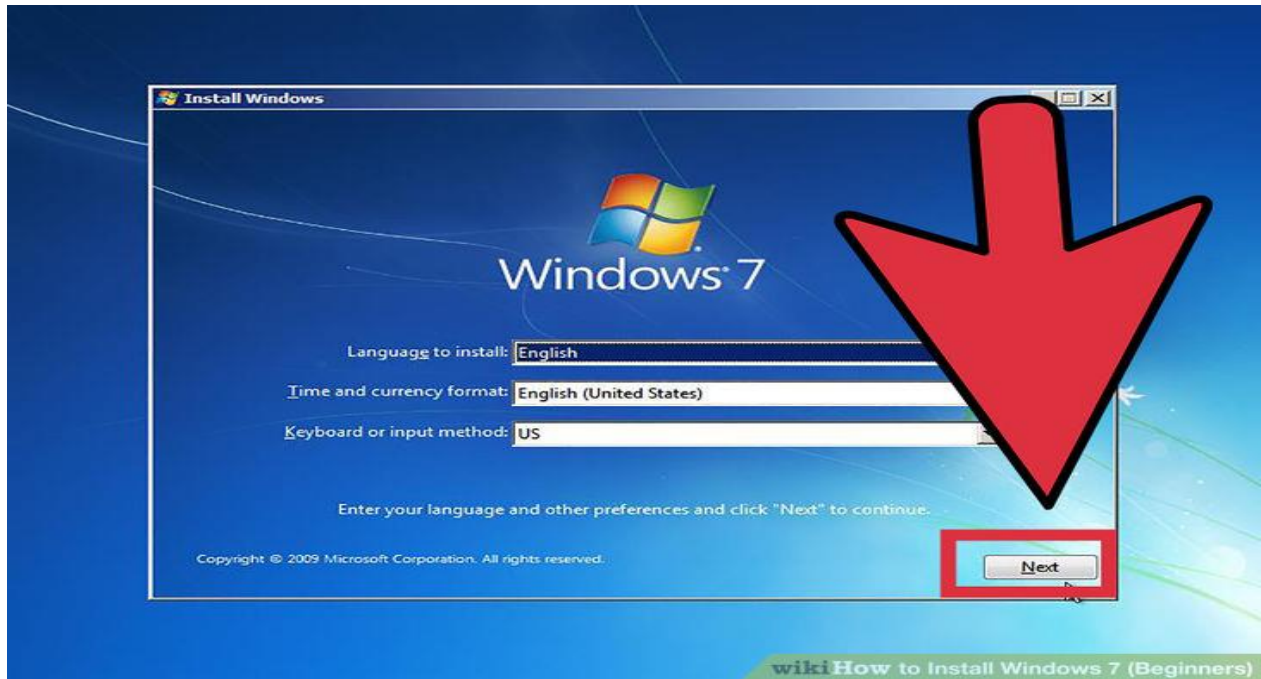 Install Windows
Windows 7
Language to install: English
Time and currency format: English (United States)
Keyboard or input method: US
Enter your language and other preferences and click "Next" to continue.
Copyright © 2009 Microsoft Corporation. All rights reserved.
Next
wikiHow to Install Windows 7 (Beginners)